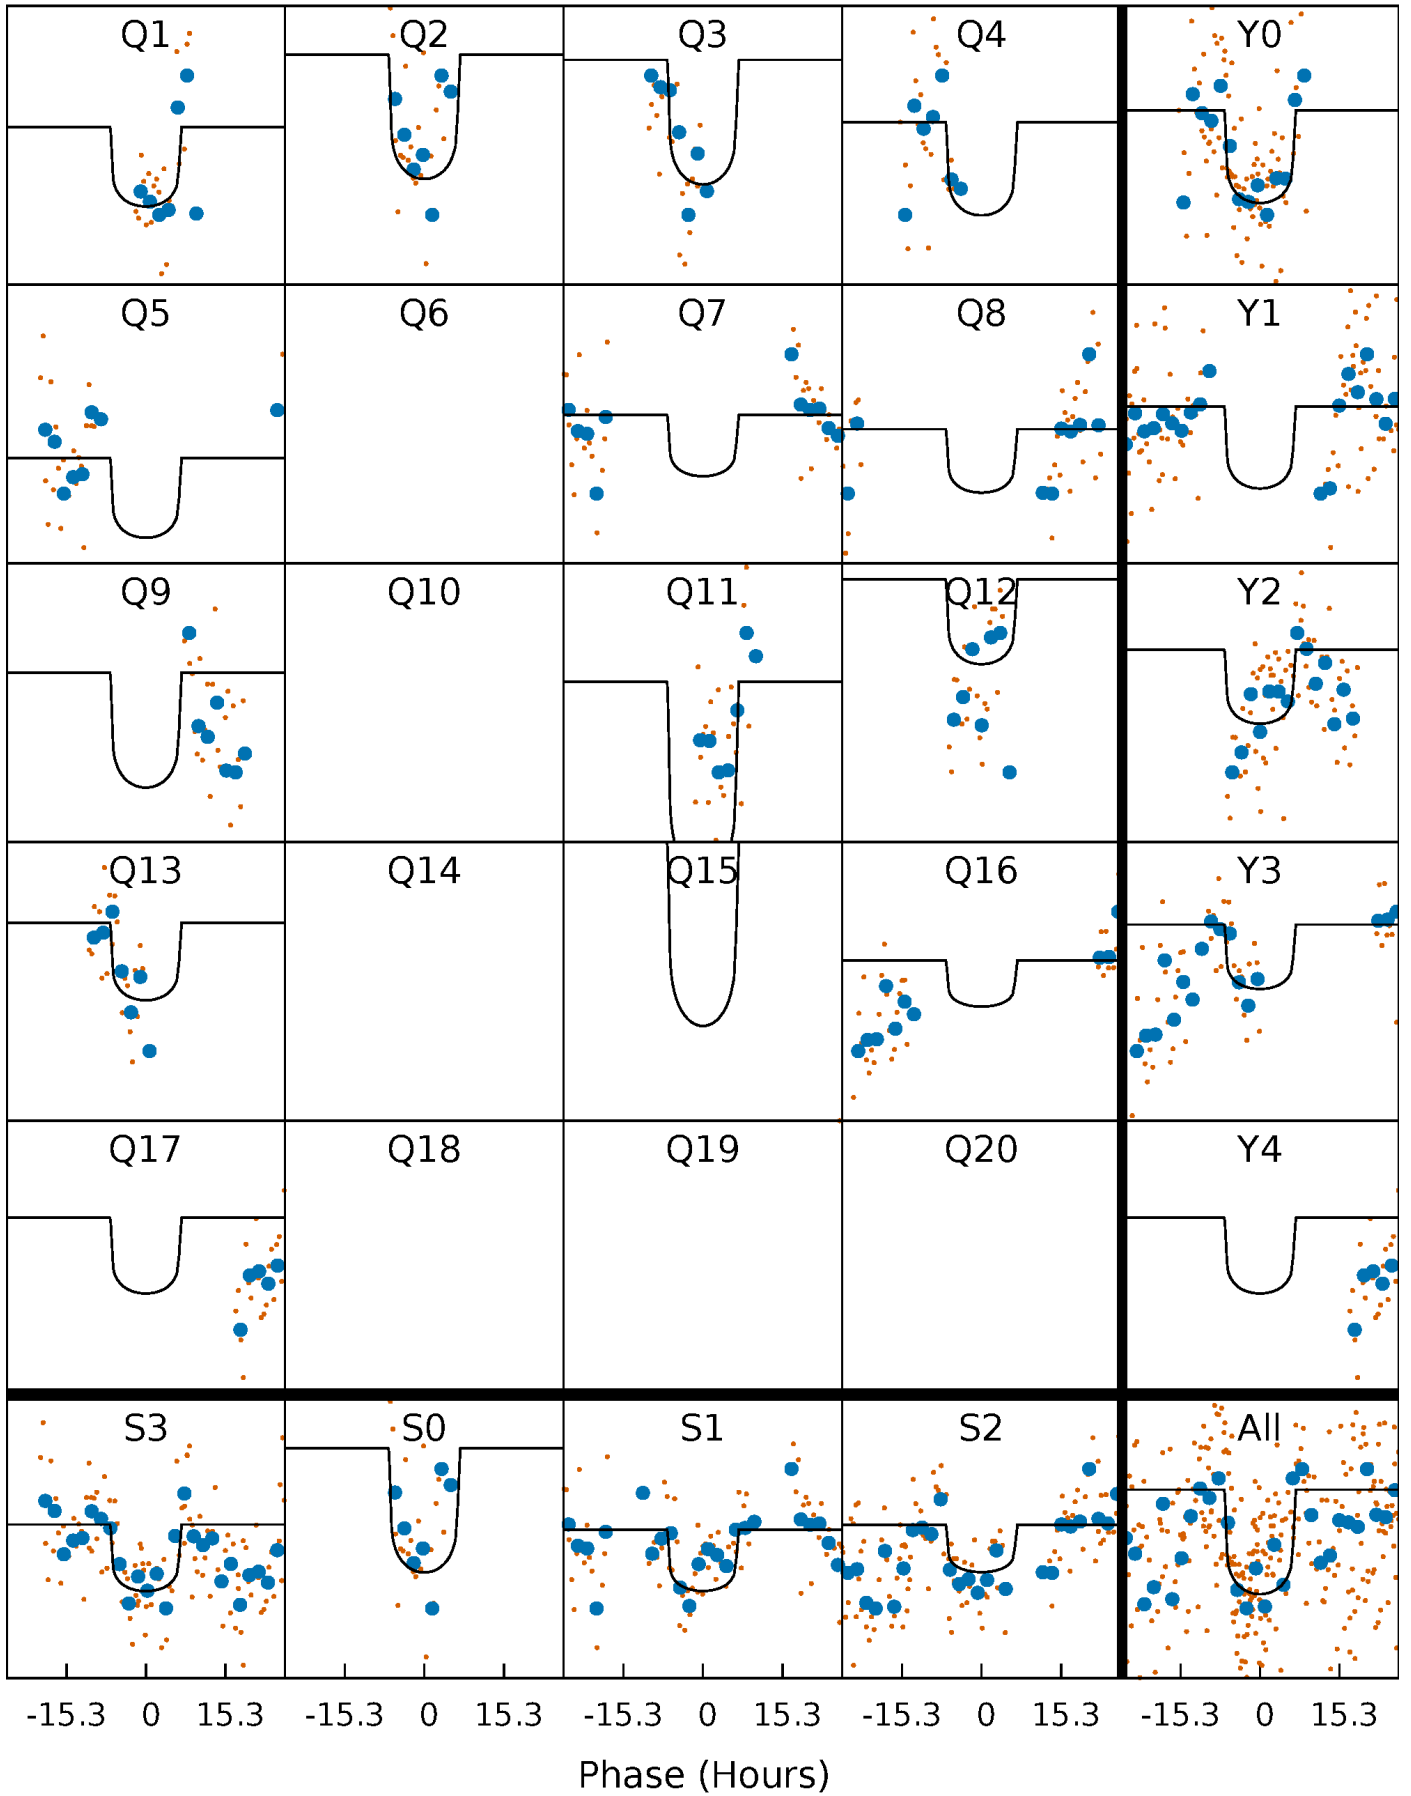 Q1 Q2 Q3 Q4 Y0
Q5 Q6 Q7 Q8 Y1
Q9 Q10 Q11 Q12 Y2
Q13 Q14 Q15 Q16 Y3
Q17 Q18 Q19 Q20 Y4
S3 S0 S1 S2 All
-15.3 0 15.3 -15.3 0 15.3 -15.3 0 15.3 -15.3 0 15.3 -15.3 0 15.3
Phase (Hours)